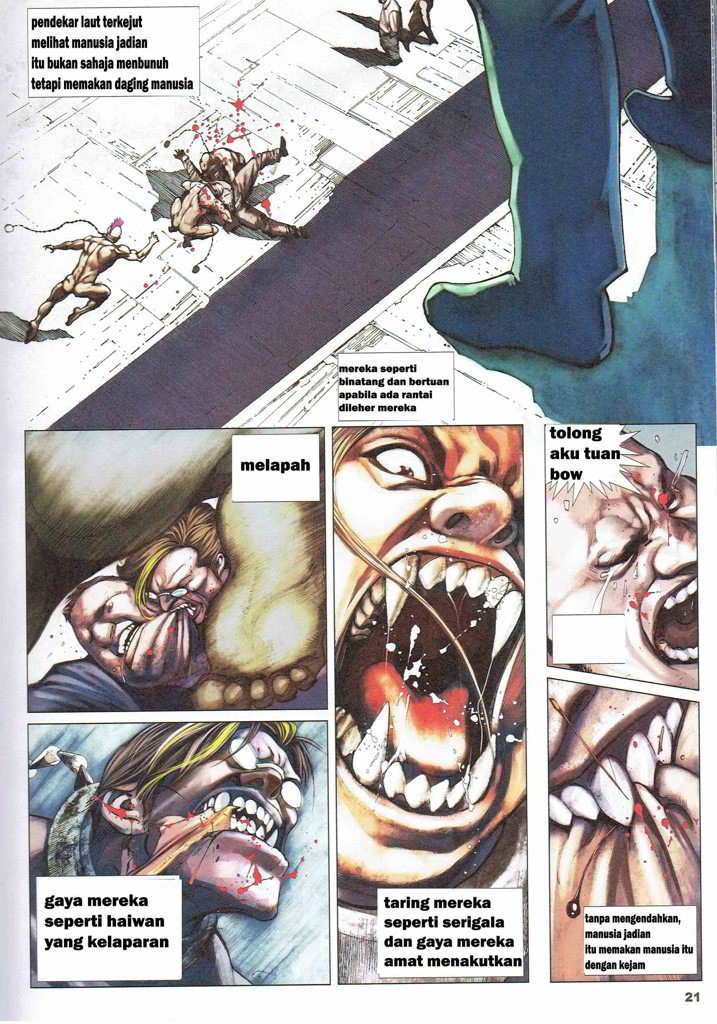 pendekar laut terkejut
melihat manusia jadian
itu bukan sahaja menbunuh
tetapi memakan daging manusia
mereka seperti
binatang dan bertuan
apabila ada rantai
dileher mereka
melapah
tolong
aku tuan
bow
gaya mereka
seperti haiwan
yang kelaparan
taring mereka
seperti serigala
dan gaya mereka
amat menakutkan
tanpa mengendahkan,
manusia jadian
itu memakan manusia itu
dengan kejam
21